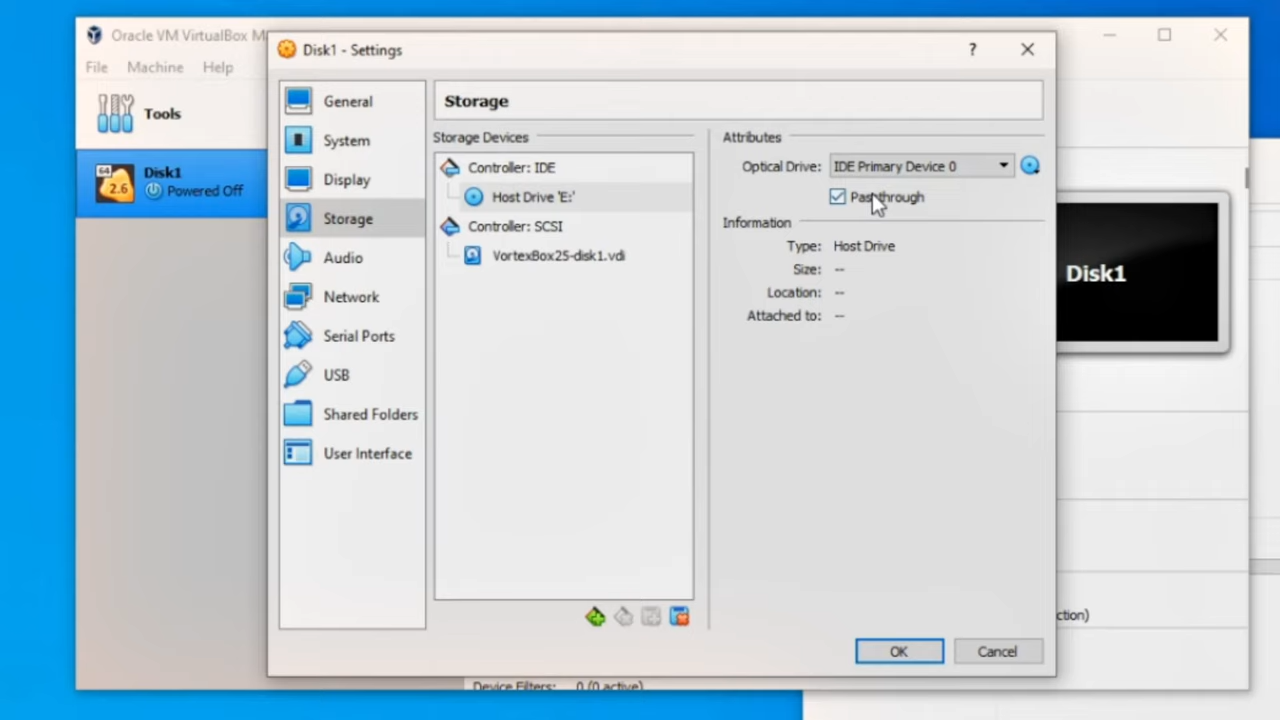 Oracle VM VirtualBox M
Disk1 - Settings
?
File Machine Help
Tools
64
2.6
Disk1
Powered Off
General
System
Display
Storage
Audio
Network
Serial Ports
USB
Shared Folders
User Interface
Storage
Storage Devices
Controller: IDE
Host Drive 'E:'
Controller: SCSI
VortexBox25-disk1.vdi
Attributes
Optical Drive: IDE Primary Device 0
Passthrough
Information
Type: Host Drive
Size: --
Location: --
Attached to: --
OK Cancel
Disk1
ction)
Device Filters: 0 (0 active)